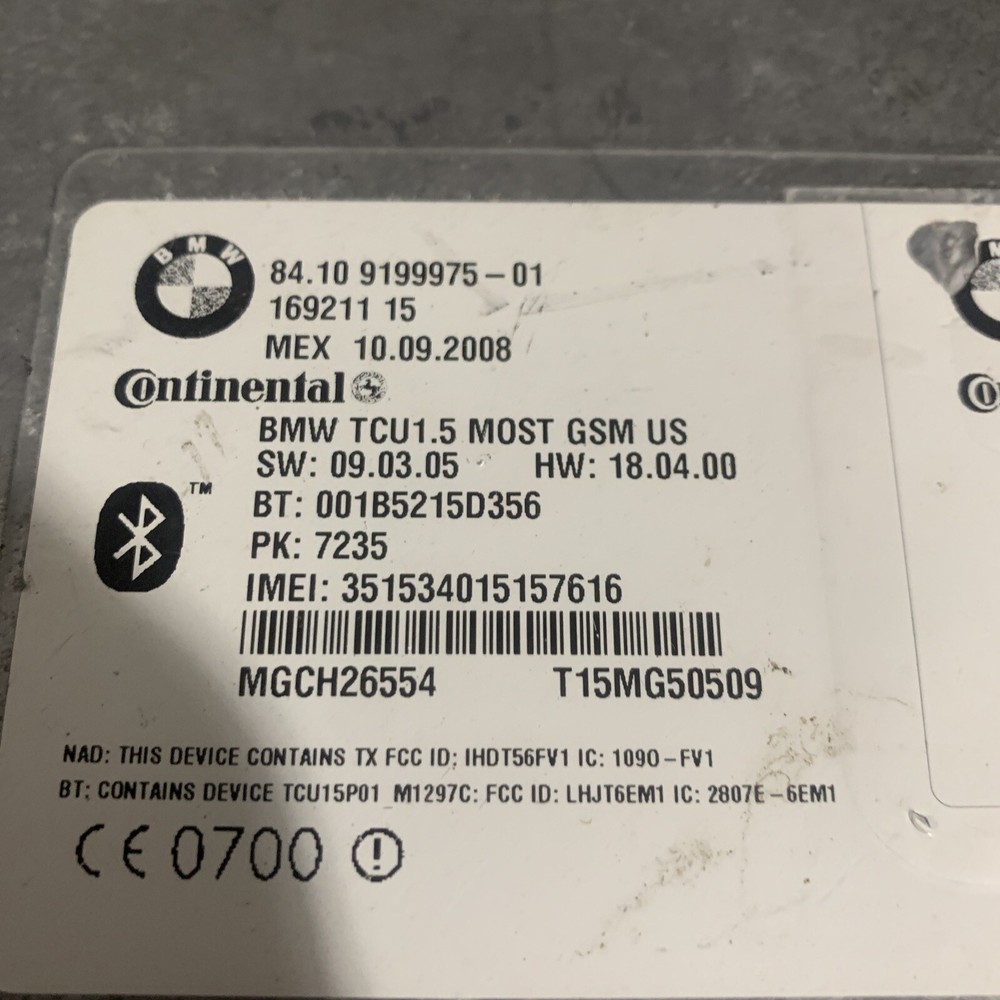 BMW
84.10 9199975-01
169211 15
MEX 10.09.2008
Continental
BMW TCU1.5 MOST GSM US
SW: 09.03.05 HW: 18.04.00
TM
BT: 001B5215D356
PK: 7235
IMEI: 351534015157616
MGCH26554 T15MG50509
NAD: THIS DEVICE CONTAINS TX FCC ID: IHDT56FV1 IC: 1090-FV1
BT: CONTAINS DEVICE TCU15P01_M1297C: FCC ID: LHJT6EM1 IC: 2807E-6EM1
CE 0700 !